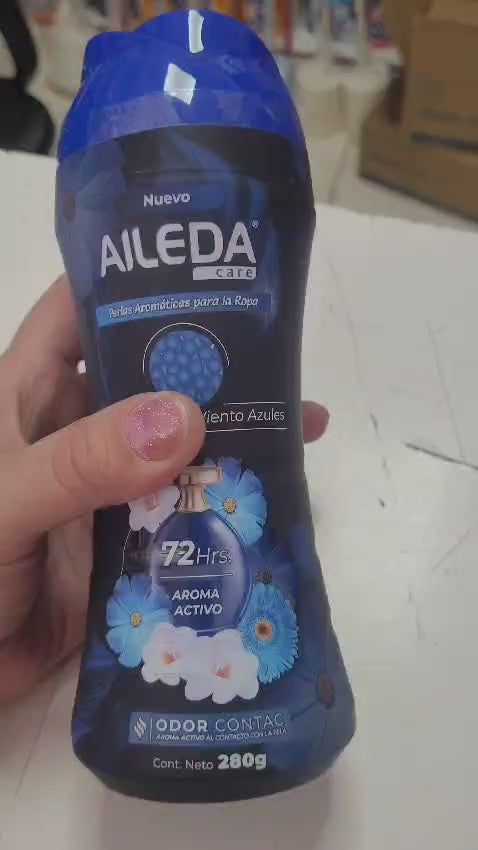 Nuevo
AILEDA®
care
Perlas Aromáticas para la Ropa
Viento Azules
72Hrs.
AROMA
ACTIVO
ODOR CONTAC
AROMA ACTIVO AL CONTACTO CON LA TELA
Cont. Neto 280g